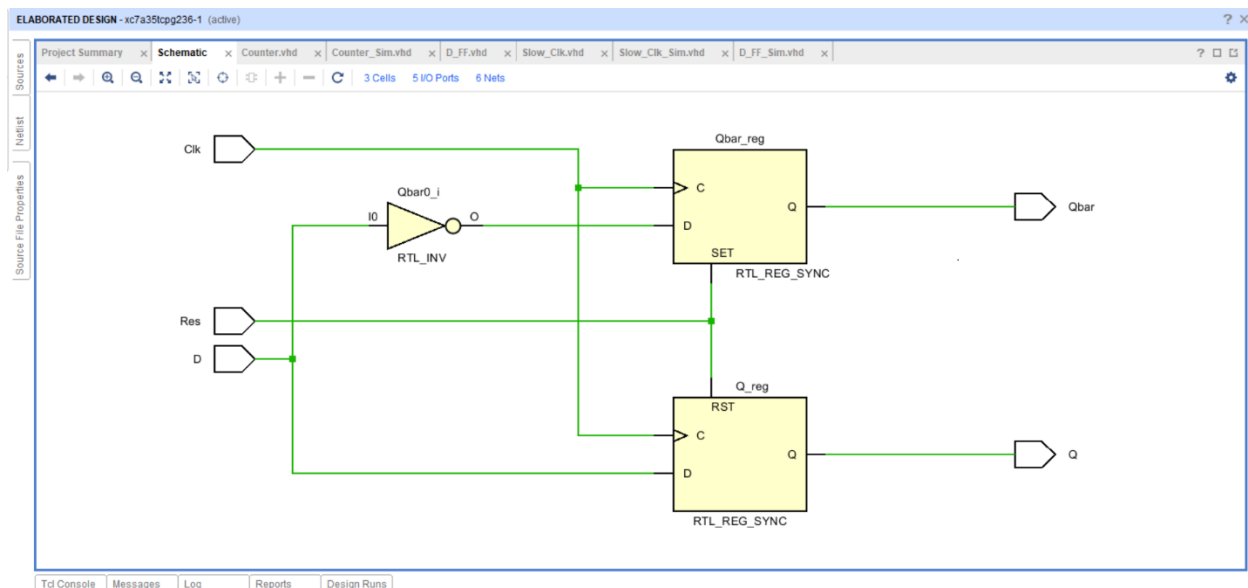 ELABORATED DESIGN - xc7a35tcpg236-1 (active)
? ×
Sources
Netlist
Source File Properties
Project Summary × Schematic × Counter.vhd × Counter_Sim.vhd × D_FF.vhd × Slow_Clk.vhd × Slow_Clk_Sim.vhd × D_FF_Sim.vhd ×
?
3 Cells 5 I/O Ports 6 Nets
Qbar_reg
Clk
C
Qbar0_i
Q
Qbar
I0
O
D
RTL_INV
SET
RTL_REG_SYNC
Res
D
Q_reg
RST
C
Q
Q
D
RTL_REG_SYNC
Tcl Console Messages Log Reports Design Runs